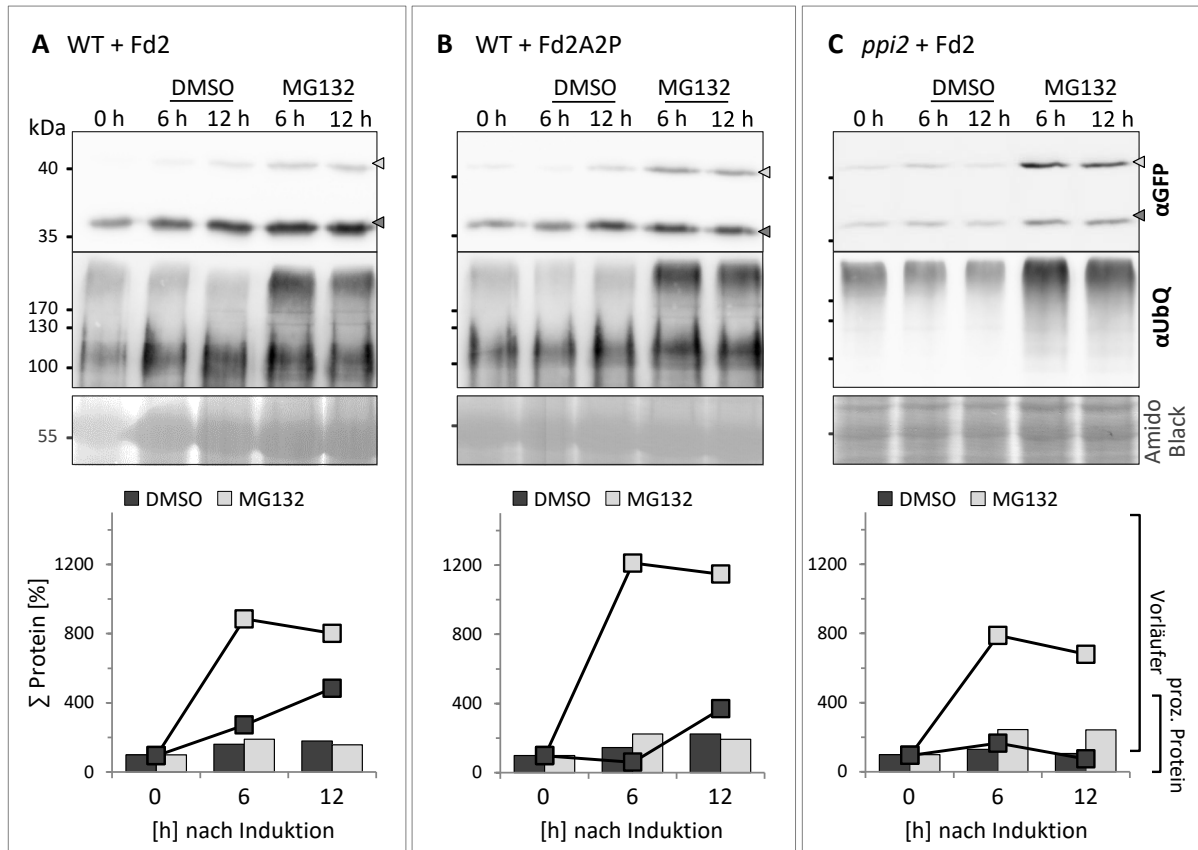 A WT + Fd2
DMSO MG132
0 h 6 h 12 h 6 h 12 h
kDa
40
35
170
130
100
55
DMSO MG132
∑ Protein [%]
1200
800
400
0
0 6 12
[h] nach Induktion
B WT + Fd2A2P
DMSO MG132
0 h 6 h 12 h 6 h 12 h
DMSO MG132
1200
800
400
0
0 6 12
[h] nach Induktion
C ppi2 + Fd2
DMSO MG132
0 h 6 h 12 h 6 h 12 h
αGFP
αUbQ
Amido
Black
DMSO MG132
1200
800
400
0
0 6 12
[h] nach Induktion
Vorläufer
proz. Protein